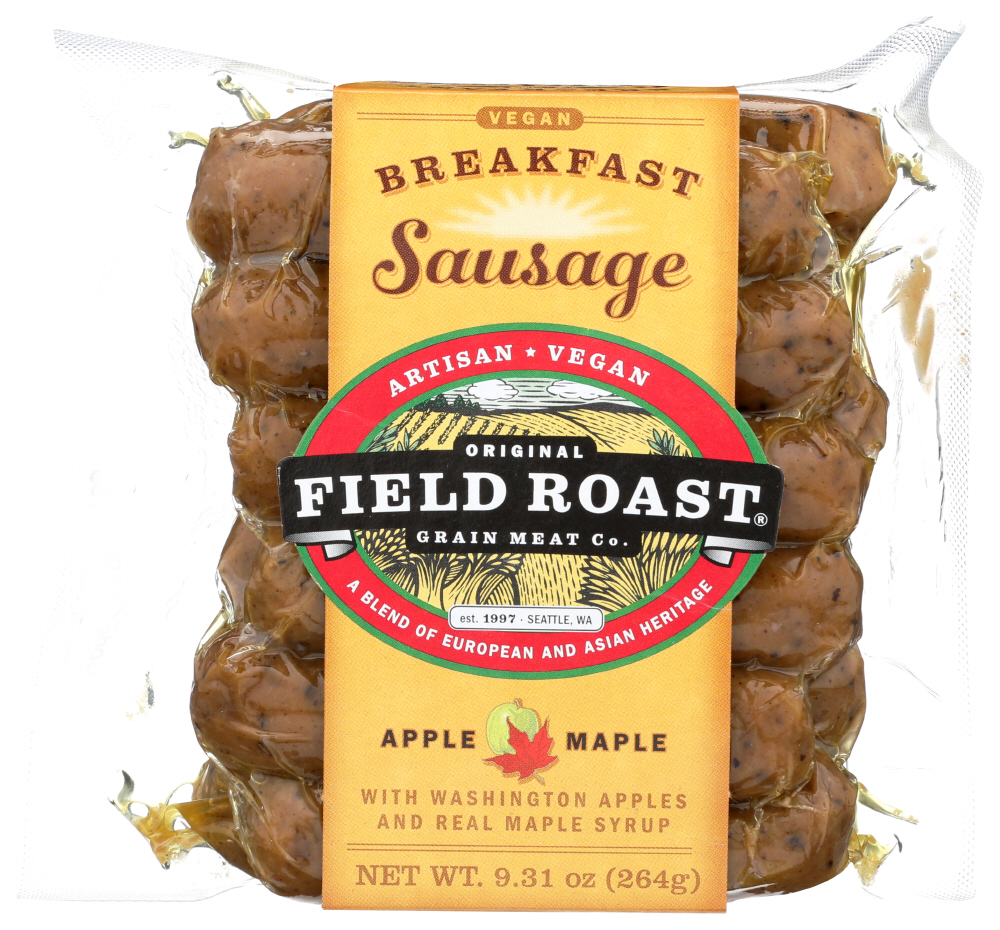 VEGAN
BREAKFAST
Sausage
ARTISAN ★ VEGAN
ORIGINAL
FIELD ROAST®
GRAIN MEAT Co.
est. 1997 · SEATTLE, WA
A BLEND OF EUROPEAN AND ASIAN HERITAGE
APPLE MAPLE
WITH WASHINGTON APPLES
AND REAL MAPLE SYRUP
NET WT. 9.31 oz (264g)